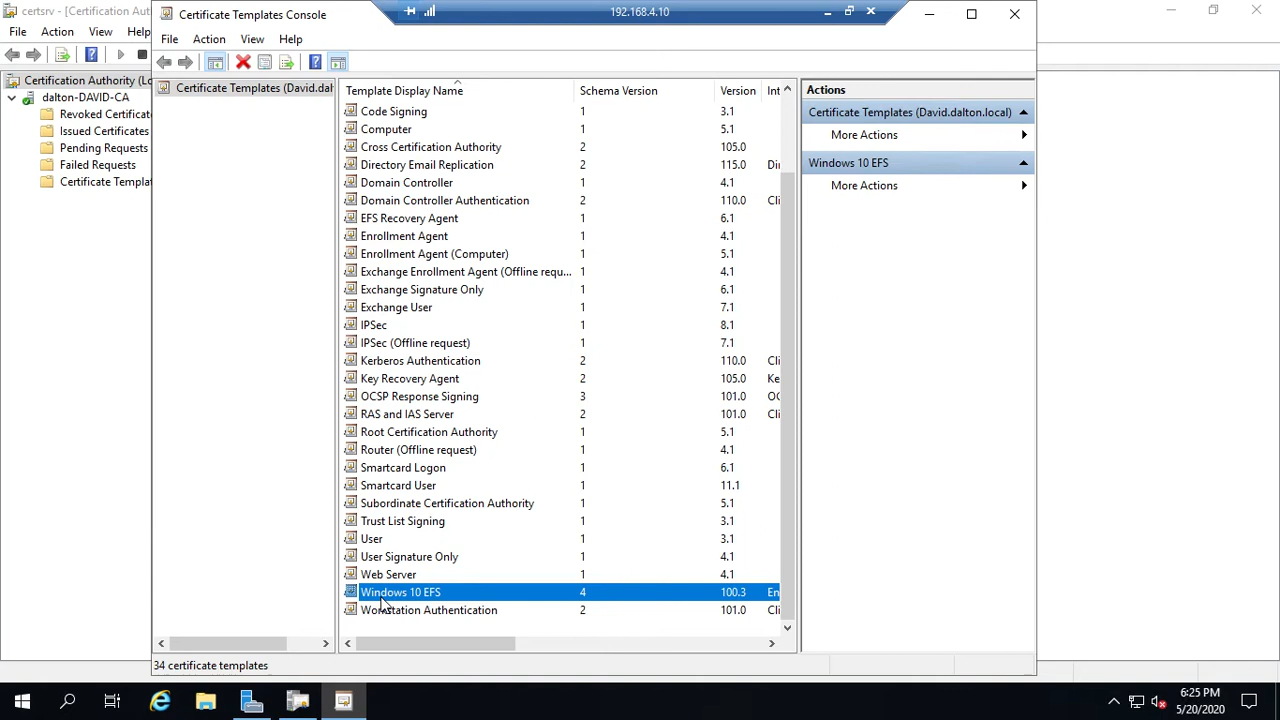 certsrv - [Certification Auth
Certificate Templates Console
192.168.4.10
File Action View Help
File Action View Help
Certification Authority (Lo
dalton-DAVID-CA
Revoked Certificate
Issued Certificates
Pending Requests
Failed Requests
Certificate Templat
Certificate Templates (David.dal
Template Display Name Schema Version Version Int
Code Signing 1 3.1
Computer 1 5.1
Cross Certification Authority 2 105.0
Directory Email Replication 2 115.0 Dir
Domain Controller 1 4.1
Domain Controller Authentication 2 110.0 Cli
EFS Recovery Agent 1 6.1
Enrollment Agent 1 4.1
Enrollment Agent (Computer) 1 5.1
Exchange Enrollment Agent (Offline requ... 1 4.1
Exchange Signature Only 1 6.1
Exchange User 1 7.1
IPSec 1 8.1
IPSec (Offline request) 1 7.1
Kerberos Authentication 2 110.0 Cli
Key Recovery Agent 2 105.0 Ke
OCSP Response Signing 3 101.0 OC
RAS and IAS Server 2 101.0 Cli
Root Certification Authority 1 5.1
Router (Offline request) 1 4.1
Smartcard Logon 1 6.1
Smartcard User 1 11.1
Subordinate Certification Authority 1 5.1
Trust List Signing 1 3.1
User 1 3.1
User Signature Only 1 4.1
Web Server 1 4.1
Windows 10 EFS 4 100.3 En
Workstation Authentication 2 101.0 Cli
Actions
Certificate Templates (David.dalton.local)
More Actions
Windows 10 EFS
More Actions
34 certificate templates
6:25 PM
5/20/2020